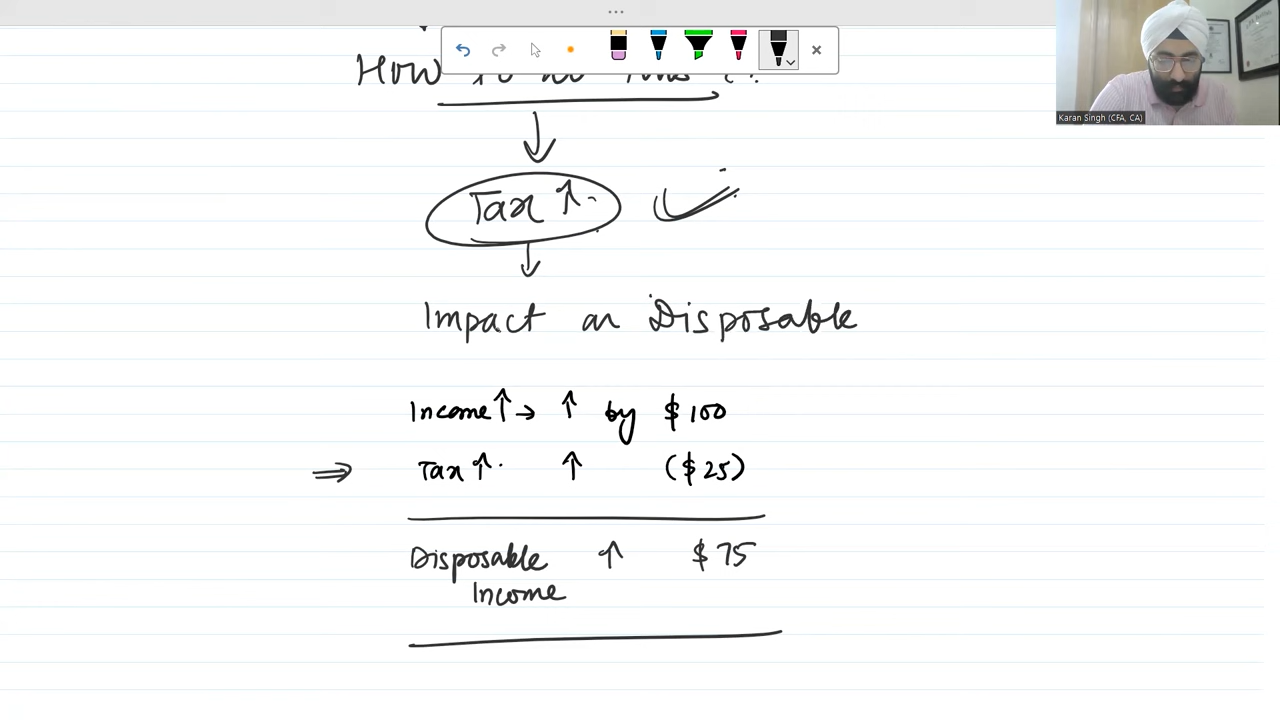 How
Tax ↑
Impact on Disposable
Income ↑ → ↑ by $ 100
⇒ Tax ↑ ↑ ($ 25)
Disposable ↑ $ 75
Income
Karan Singh (CFA, CA)